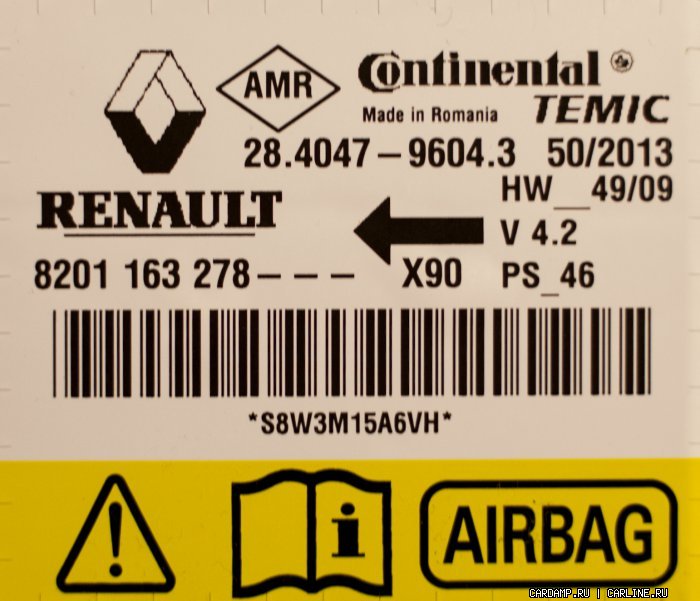 AMR
Continental
Made in Romania TEMIC
28.4047-9604.3 50/2013
HW__49/09
RENAULT
V 4.2
8201 163 278--- X90 PS_46
*S8W3M15A6VH*
i
AIRBAG
CARDAMP.RU | CARLINE.RU